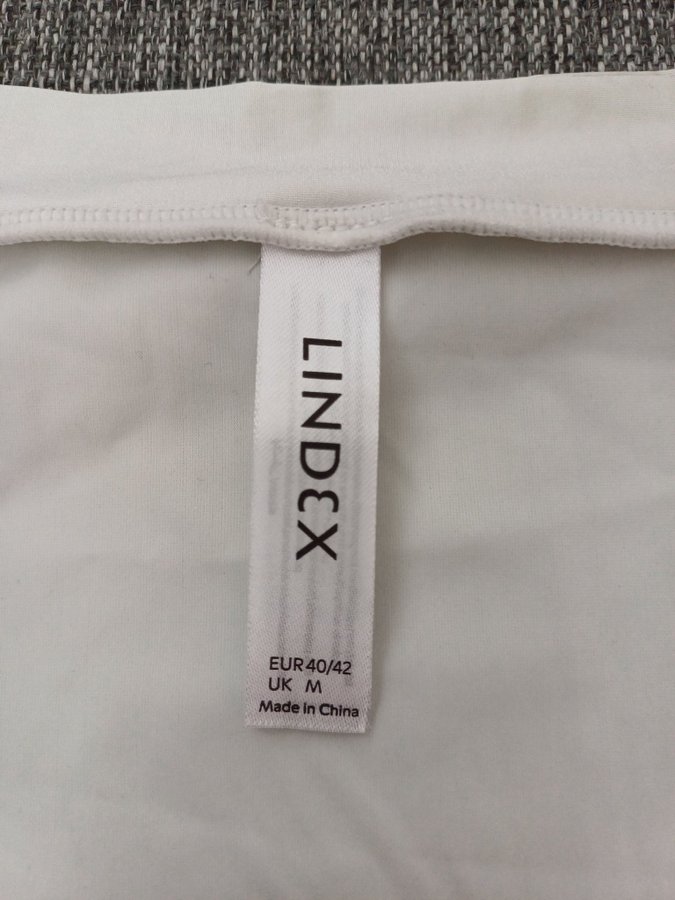 LINDEX
EUR 40/42
UK M
Made in China